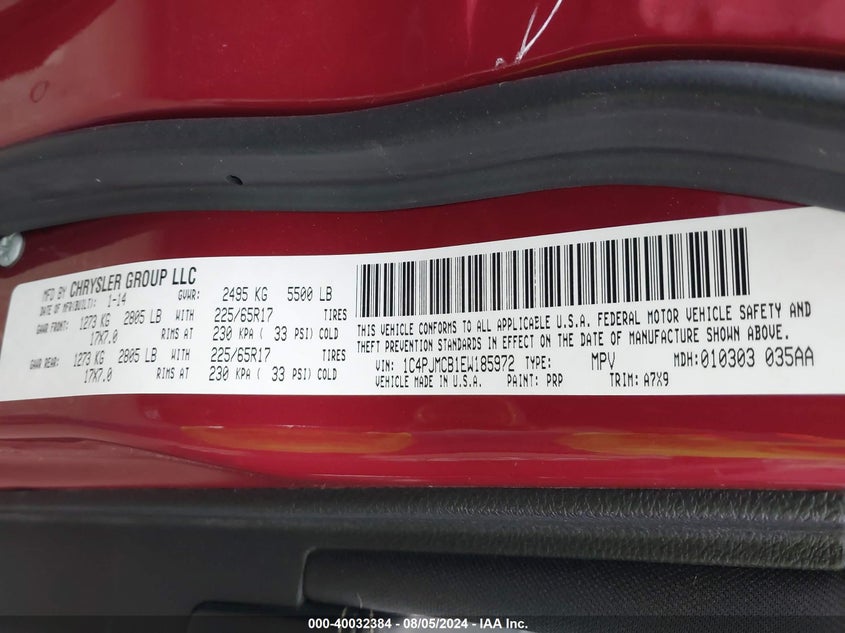 MFD BY CHRYSLER GROUP LLC
DATE OF MFR(BUILT): 1-14 GVWR: 2495 KG 5500 LB
GAWR FRONT: 1273 KG 2805 LB WITH 225/65R17 TIRES
17X7.0 RIMS AT 230 KPA ( 33 PSI) COLD
GAWR REAR: 1273 KG 2805 LB WITH 225/65R17 TIRES
17X7.0 RIMS AT 230 KPA ( 33 PSI) COLD
THIS VEHICLE CONFORMS TO ALL APPLICABLE U.S.A. FEDERAL MOTOR VEHICLE SAFETY AND
THEFT PREVENTION STANDARDS IN EFFECT ON THE DATE OF MANUFACTURE SHOWN ABOVE.
VIN: 1C4PJMCB1EW185972 TYPE: MPV MDH:010303 035AA
VEHICLE MADE IN U.S.A. PAINT: PRP TRIM: A7X9
000-40032384 - 08/05/2024 - IAA Inc.